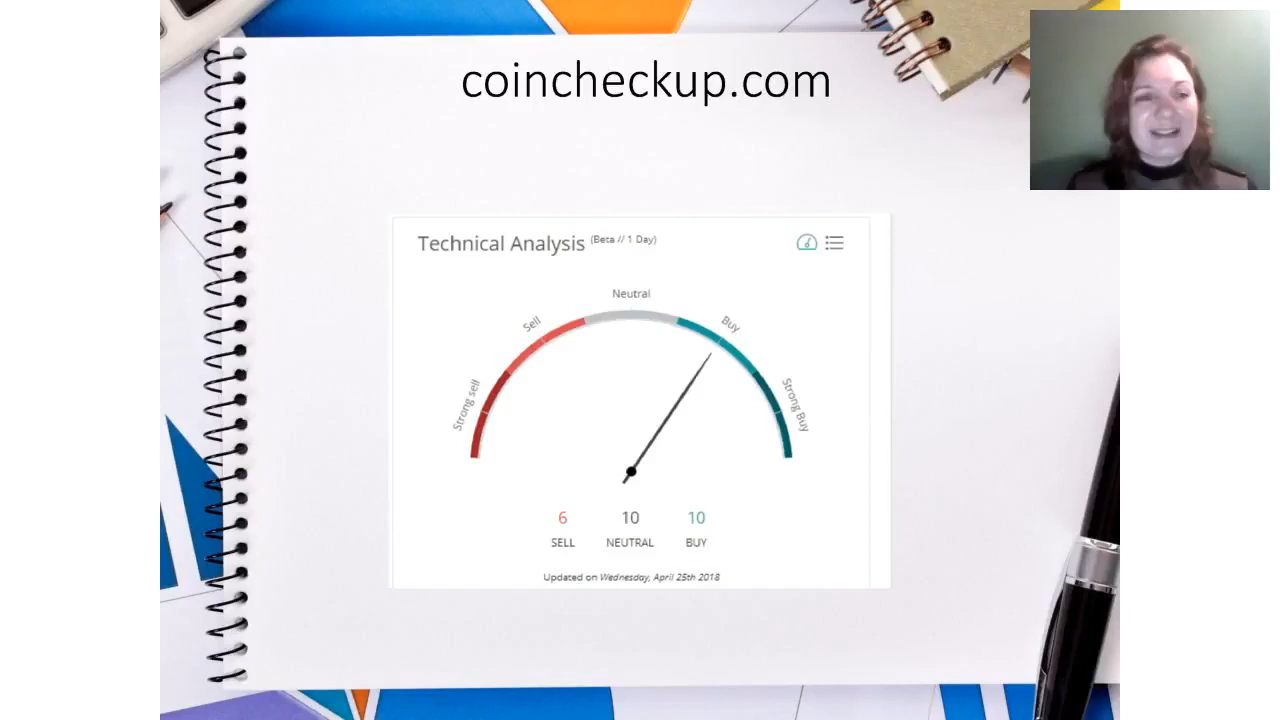 coincheckup.com
Technical Analysis (Beta // 1 Day)
Neutral
Sell
Buy
Strong sell
Strong Buy
6 10 10
SELL NEUTRAL BUY
Updated on Wednesday, April 25th 2018